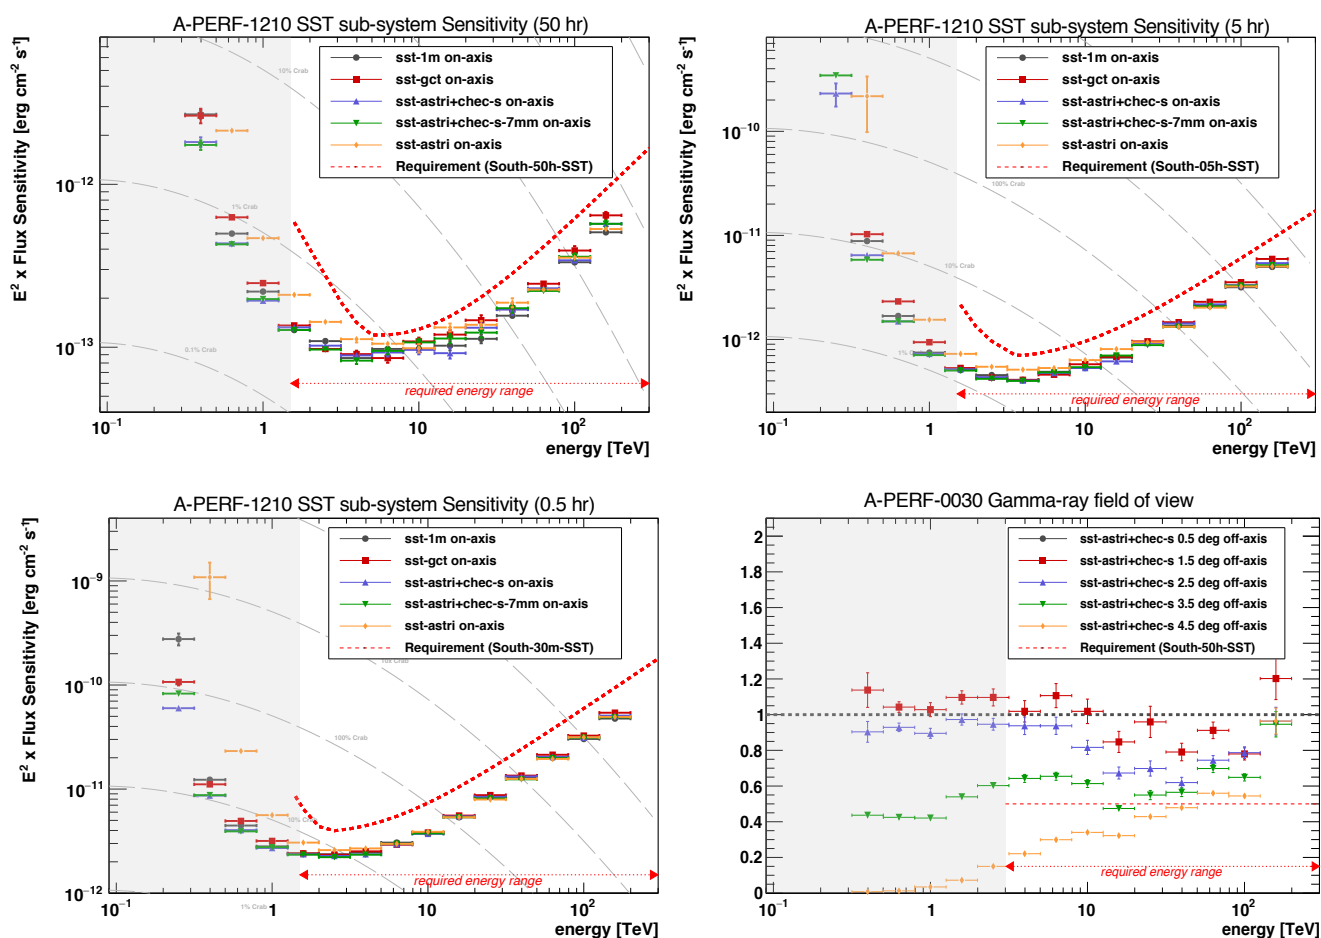 A-PERF-1210 SST sub-system Sensitivity (50 hr)
E² x Flux Sensitivity [erg cm⁻² s⁻¹]
sst-1m on-axis
sst-gct on-axis
sst-astri+chec-s on-axis
sst-astri+chec-s-7mm on-axis
sst-astri on-axis
Requirement (South-50h-SST)
10% Crab
1% Crab
0.1% Crab
10⁻¹²
10⁻¹³
required energy range
10⁻¹ 1 10 10²
energy [TeV]
A-PERF-1210 SST sub-system Sensitivity (5 hr)
E² x Flux Sensitivity [erg cm⁻² s⁻¹]
sst-1m on-axis
sst-gct on-axis
sst-astri+chec-s on-axis
sst-astri+chec-s-7mm on-axis
sst-astri on-axis
Requirement (South-05h-SST)
100% Crab
10% Crab
10⁻¹⁰
10⁻¹¹
10⁻¹²
required energy range
10⁻¹ 1 10 10²
energy [TeV]
A-PERF-1210 SST sub-system Sensitivity (0.5 hr)
E² x Flux Sensitivity [erg cm⁻² s⁻¹]
sst-1m on-axis
sst-gct on-axis
sst-astri+chec-s on-axis
sst-astri+chec-s-7mm on-axis
sst-astri on-axis
Requirement (South-30m-SST)
10x Crab
100% Crab
10% Crab
1% Crab
10⁻⁹
10⁻¹⁰
10⁻¹¹
10⁻¹²
required energy range
10⁻¹ 1 10 10²
energy [TeV]
A-PERF-0030 Gamma-ray field of view
sst-astri+chec-s 0.5 deg off-axis
sst-astri+chec-s 1.5 deg off-axis
sst-astri+chec-s 2.5 deg off-axis
sst-astri+chec-s 3.5 deg off-axis
sst-astri+chec-s 4.5 deg off-axis
Requirement (South-50h-SST)
2
1.8
1.6
1.4
1.2
1
0.8
0.6
0.4
0.2
0
required energy range
10⁻¹ 1 10 10²
energy [TeV]